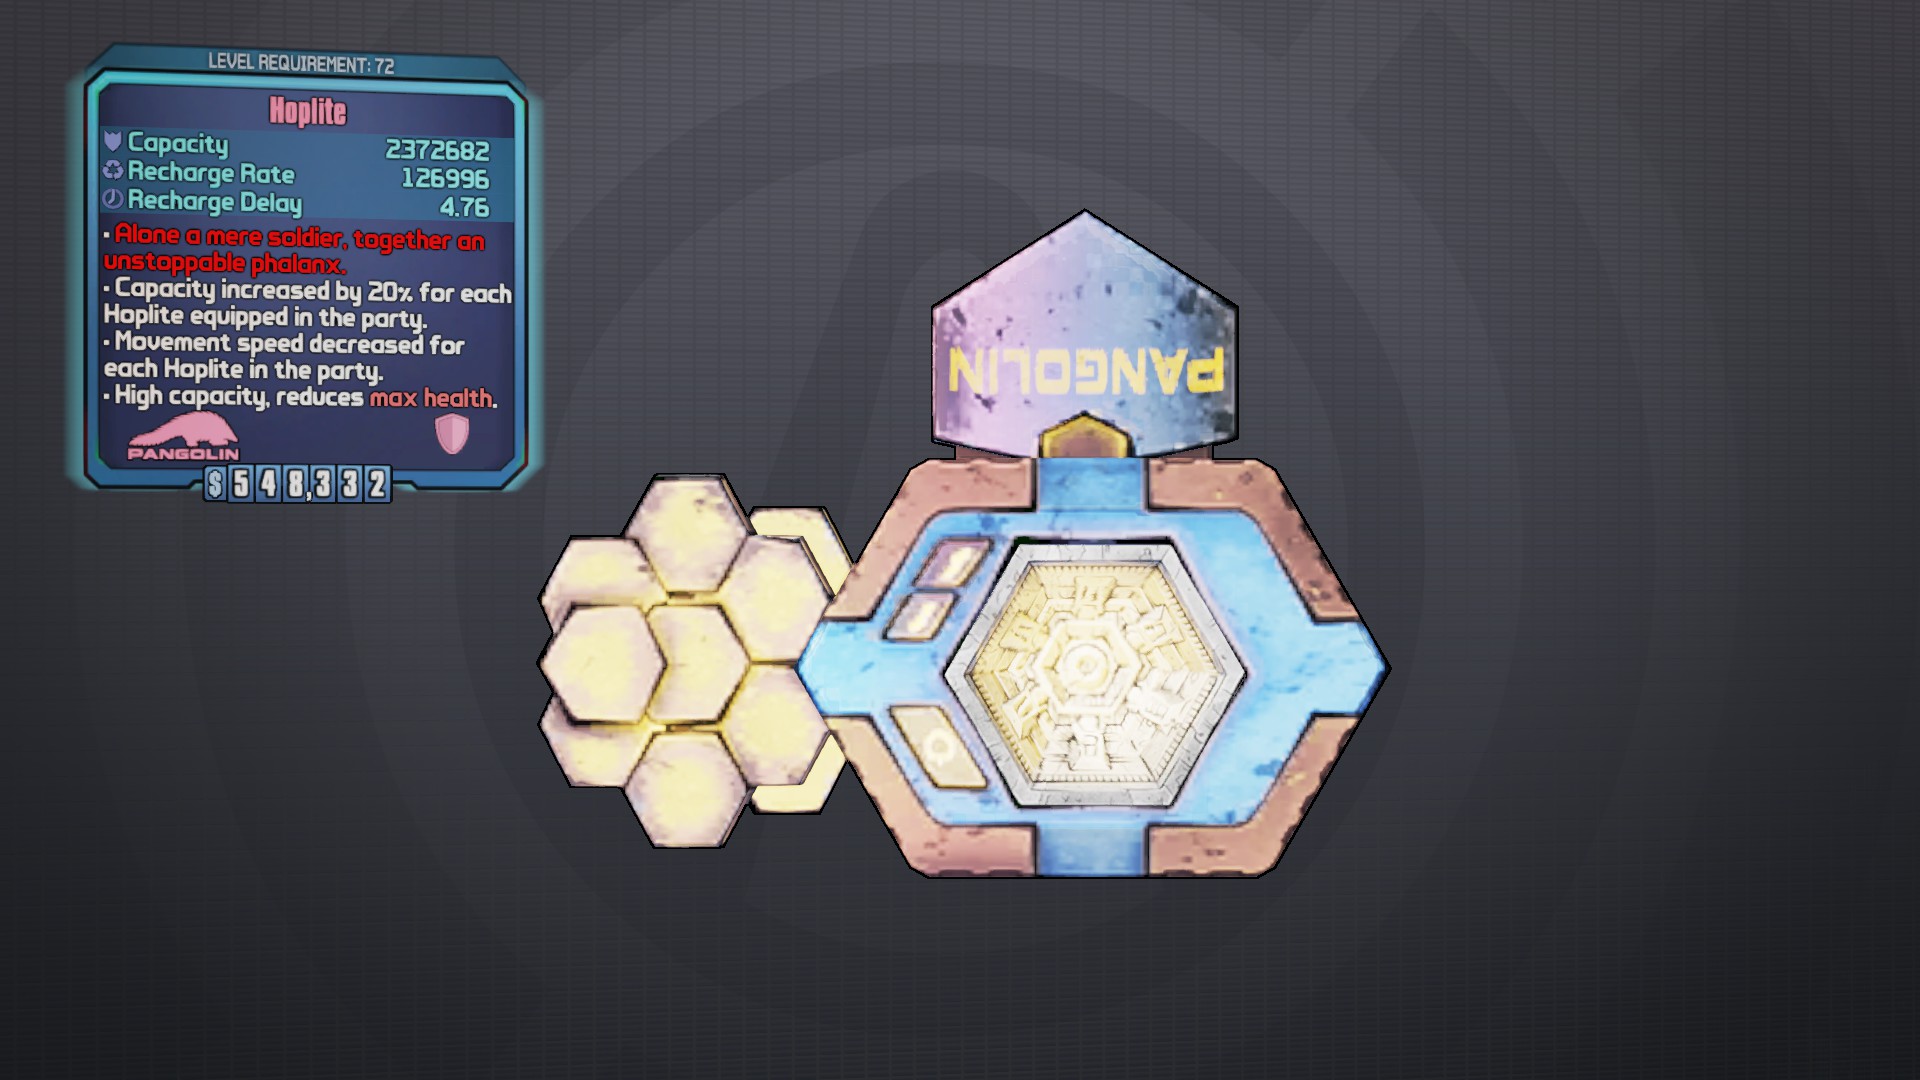 LEVEL REQUIREMENT: 72
Hoplite
Capacity 2372682
Recharge Rate 126996
Recharge Delay 4.76
• Alone a mere soldier, together an
unstoppable phalanx.
• Capacity increased by 20% for each
Hoplite equipped in the party.
• Movement speed decreased for
each Hoplite in the party.
• High capacity, reduces max health.
PANGOLIN
$548,332
PANGOLIN